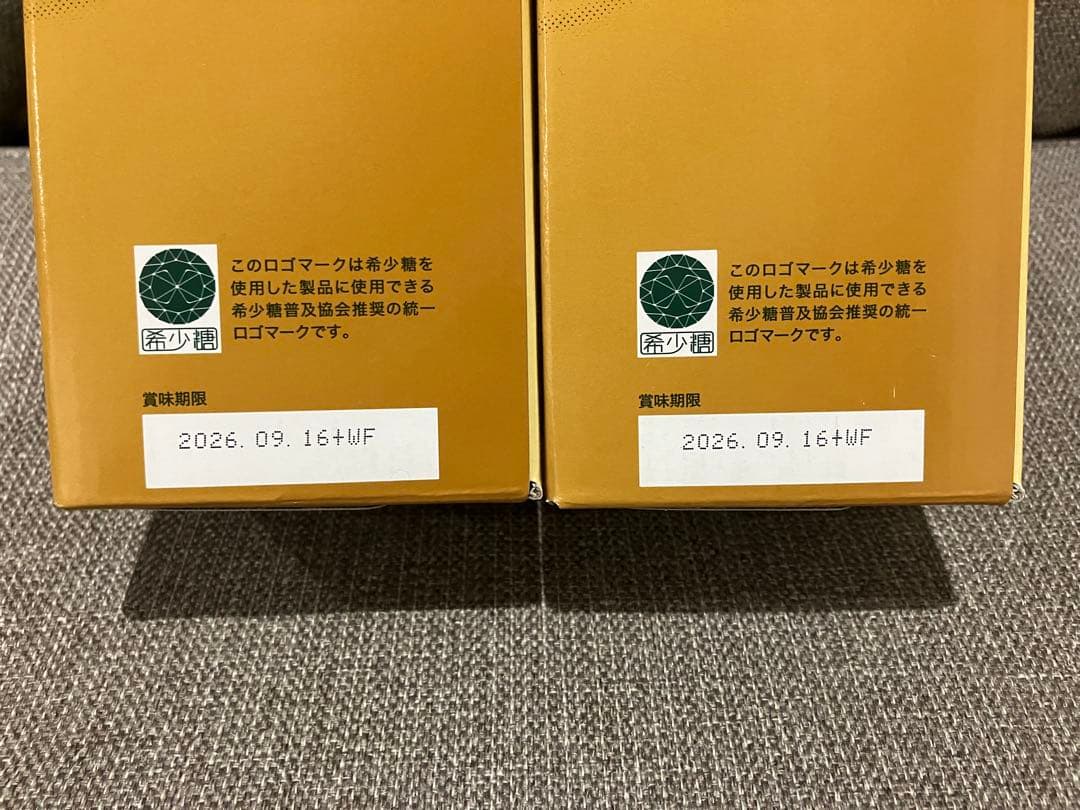 このロゴマークは希少糖を
使用した製品に使用できる
希少糖普及協会推奨の統一
ロゴマークです。
希少糖
賞味期限
2026.09.16+WF
このロゴマークは希少糖を
使用した製品に使用できる
希少糖普及協会推奨の統一
ロゴマークです。
希少糖
賞味期限
2026.09.16+WF